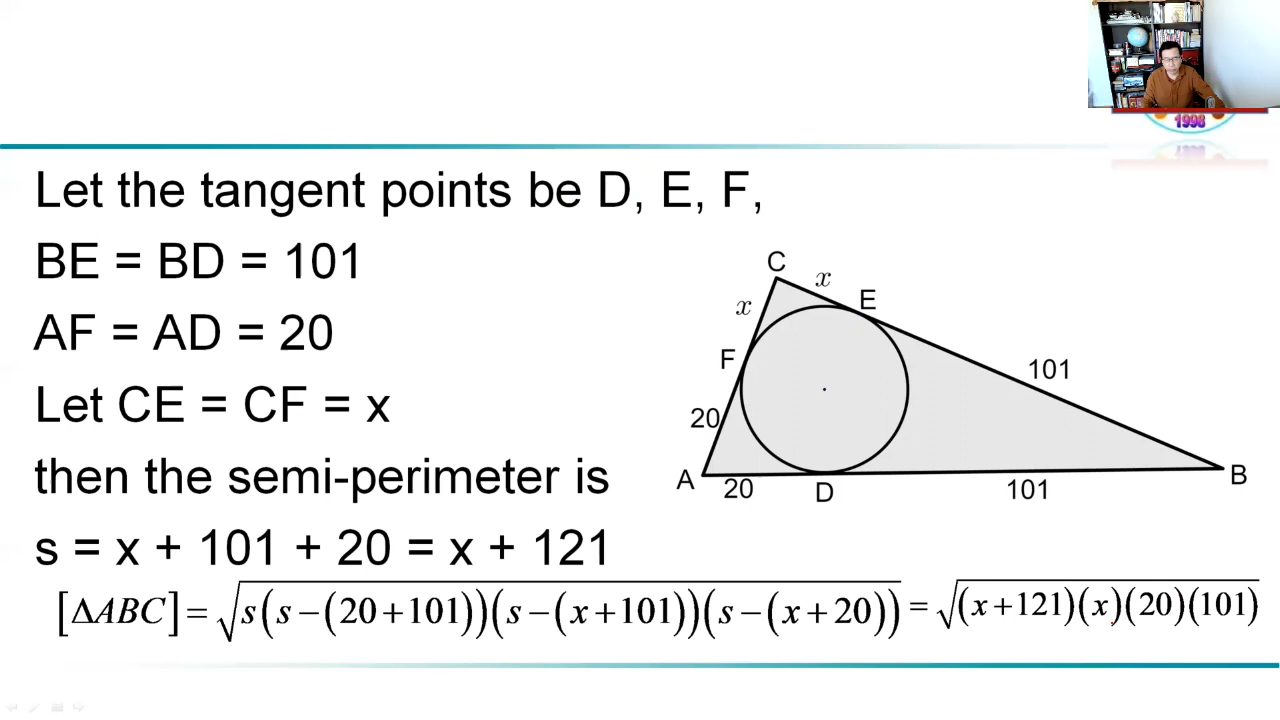 1998
Let the tangent points be D, E, F,
BE = BD = 101
AF = AD = 20
Let CE = CF = x
then the semi-perimeter is
s = x + 101 + 20 = x + 121
C
x
E
x
F
101
20
A
20
D
101
B
[ΔABC] = √(s(s−(20+101))(s−(x+101))(s−(x+20))) = √((x+121)(x)(20)(101))